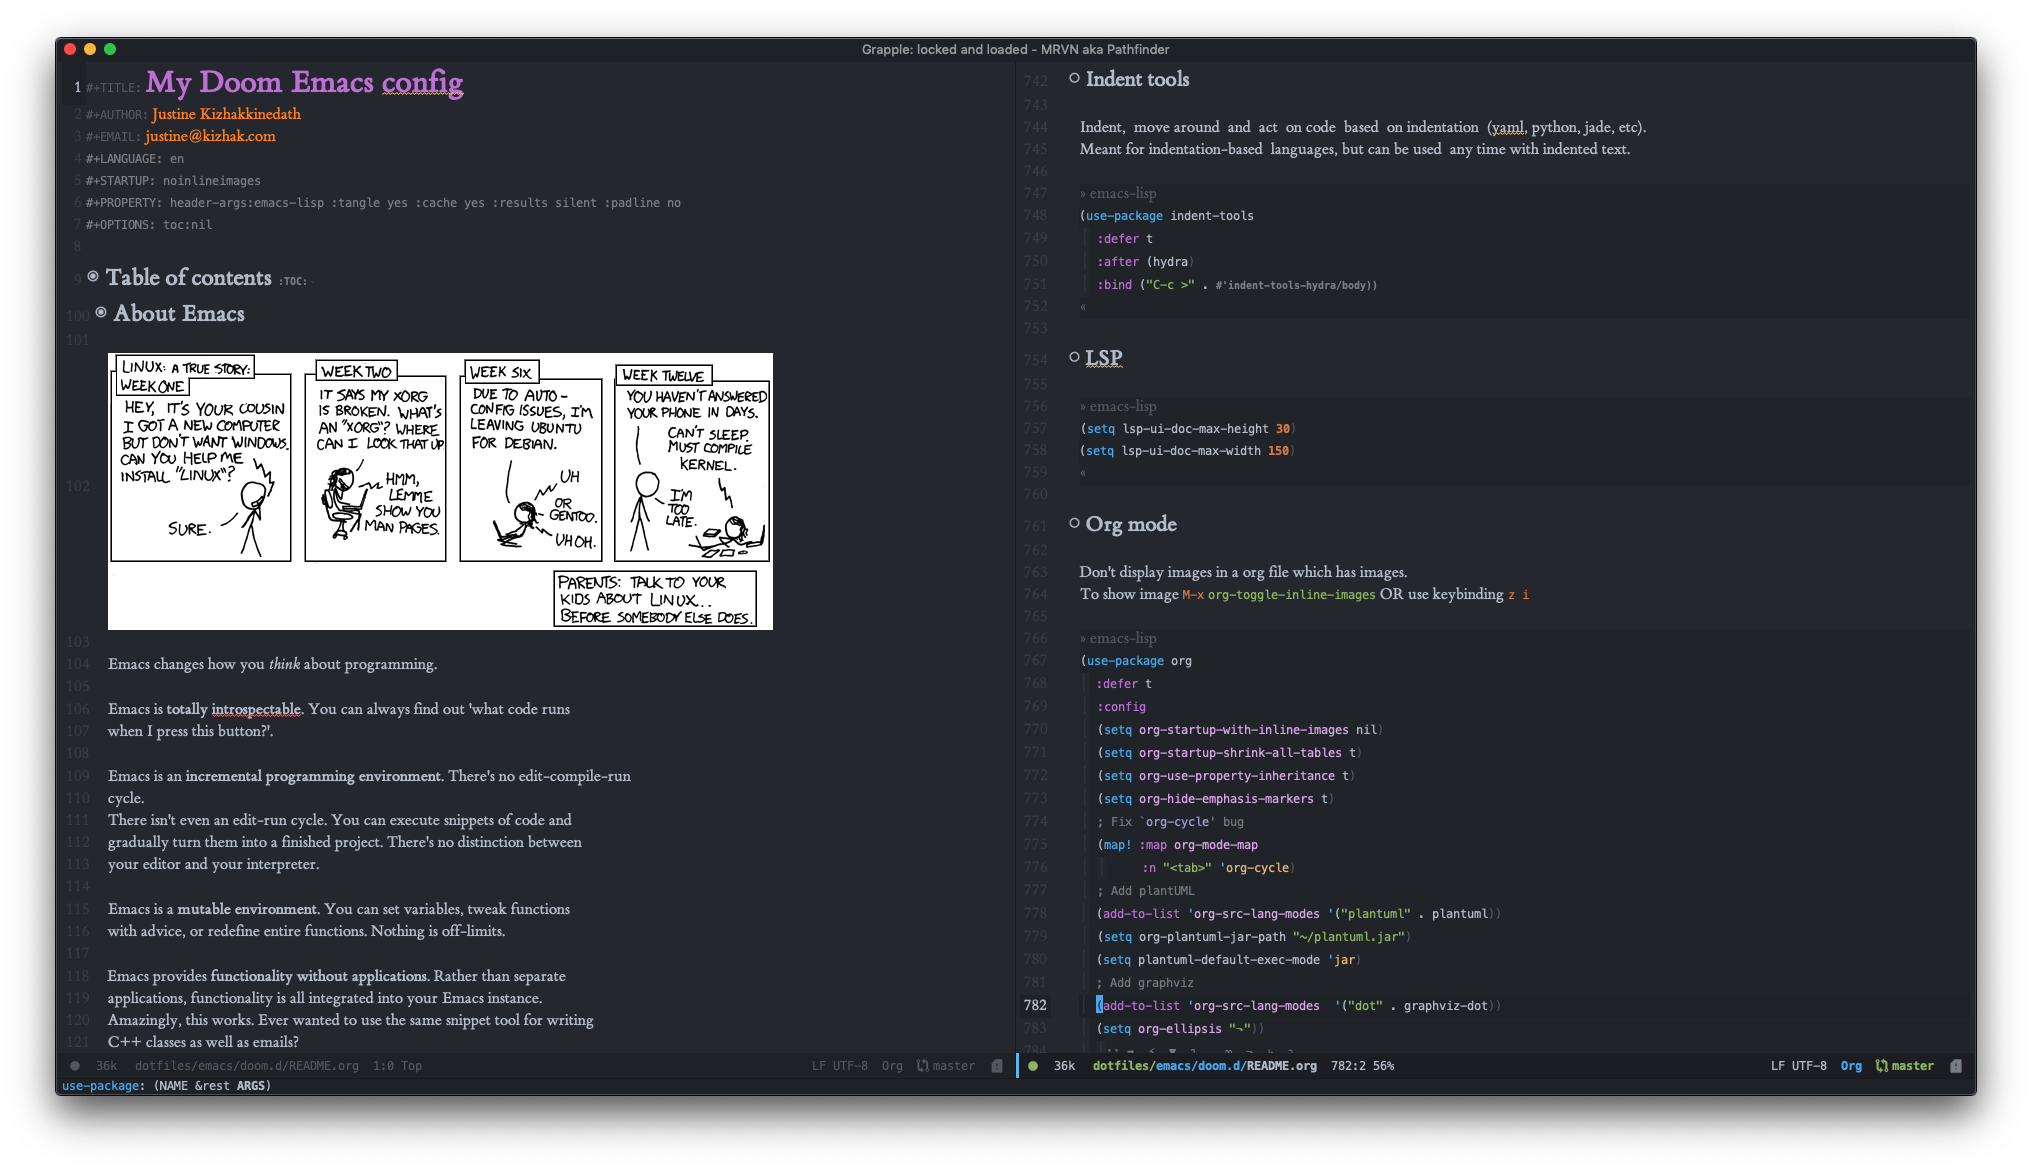 Grapple: locked and loaded - MRVN aka Pathfinder
1 #+TITLE: My Doom Emacs config
2 #+AUTHOR: Justine Kizhakkinedath
3 #+EMAIL: justine@kizhak.com
4 #+LANGUAGE: en
5 #+STARTUP: noinlineimages
6 #+PROPERTY: header-args:emacs-lisp :tangle yes :cache yes :results silent :padline no
7 #+OPTIONS: toc:nil
8
9 Table of contents :TOC:
100 About Emacs
101
102
LINUX: A TRUE STORY:
WEEK ONE
HEY, IT'S YOUR COUSIN
I GOT A NEW COMPUTER
BUT DON'T WANT WINDOWS.
CAN YOU HELP ME
INSTALL "LINUX"?
SURE.
WEEK TWO
IT SAYS MY XORG
IS BROKEN. WHAT'S
AN "XORG"? WHERE
CAN I LOOK THAT UP
HMM,
LEMME
SHOW YOU
MAN PAGES.
WEEK SIX
DUE TO AUTO-
CONFIG ISSUES, I'M
LEAVING UBUNTU
FOR DEBIAN.
UH
OR
GENTOO.
UH OH.
WEEK TWELVE
YOU HAVEN'T ANSWERED
YOUR PHONE IN DAYS.
CAN'T SLEEP.
MUST COMPILE
KERNEL.
I'M
TOO
LATE.
PARENTS: TALK TO YOUR
KIDS ABOUT LINUX...
BEFORE SOMEBODY ELSE DOES.
103
104 Emacs changes how you think about programming.
105
106 Emacs is totally introspectable. You can always find out 'what code runs
107 when I press this button?'.
108
109 Emacs is an incremental programming environment. There's no edit-compile-run
110 cycle.
111 There isn't even an edit-run cycle. You can execute snippets of code and
112 gradually turn them into a finished project. There's no distinction between
113 your editor and your interpreter.
114
115 Emacs is a mutable environment. You can set variables, tweak functions
116 with advice, or redefine entire functions. Nothing is off-limits.
117
118 Emacs provides functionality without applications. Rather than separate
119 applications, functionality is all integrated into your Emacs instance.
120 Amazingly, this works. Ever wanted to use the same snippet tool for writing
121 C++ classes as well as emails?
36k dotfiles/emacs/doom.d/README.org 1:0 Top LF UTF-8 Org master
742 Indent tools
743
744 Indent, move around and act on code based on indentation (yaml, python, jade, etc).
745 Meant for indentation-based languages, but can be used any time with indented text.
746
747 » emacs-lisp
748 (use-package indent-tools
749 :defer t
750 :after (hydra)
751 :bind ("C-c >" . #'indent-tools-hydra/body))
752 «
753
754 LSP
755
756 » emacs-lisp
757 (setq lsp-ui-doc-max-height 30)
758 (setq lsp-ui-doc-max-width 150)
759 «
760
761 Org mode
762
763 Don't display images in a org file which has images.
764 To show image M-x org-toggle-inline-images OR use keybinding z i
765
766 » emacs-lisp
767 (use-package org
768 :defer t
769 :config
770 (setq org-startup-with-inline-images nil)
771 (setq org-startup-shrink-all-tables t)
772 (setq org-use-property-inheritance t)
773 (setq org-hide-emphasis-markers t)
774 ; Fix `org-cycle' bug
775 (map! :map org-mode-map
776 :n "<tab>" 'org-cycle)
777 ; Add plantUML
778 (add-to-list 'org-src-lang-modes '("plantuml" . plantuml))
779 (setq org-plantuml-jar-path "~/plantuml.jar")
780 (setq plantuml-default-exec-mode 'jar)
781 ; Add graphviz
782 (add-to-list 'org-src-lang-modes '("dot" . graphviz-dot))
783 (setq org-ellipsis "¬"))
784
36k dotfiles/emacs/doom.d/README.org 782:2 56% LF UTF-8 Org master
use-package: (NAME &rest ARGS)